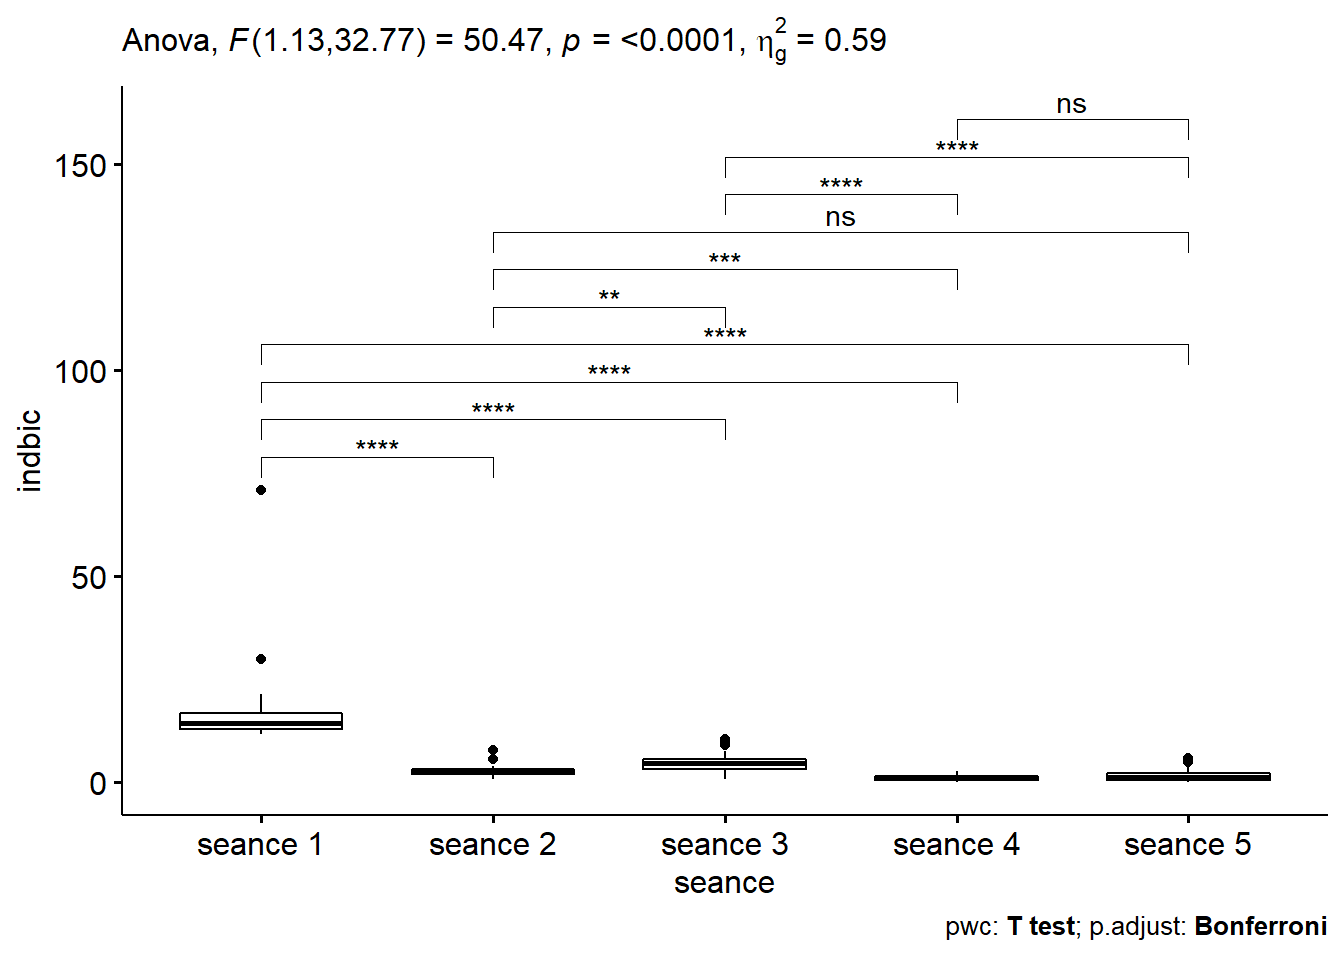 Anova, F(1.13,32.77) = 50.47, p = <0.0001, η²g = 0.59
ns
****
****
ns
***
**
****
****
****
****
150
100
50
0
indbic
seance 1 seance 2 seance 3 seance 4 seance 5
seance
pwc: T test; p.adjust: Bonferroni